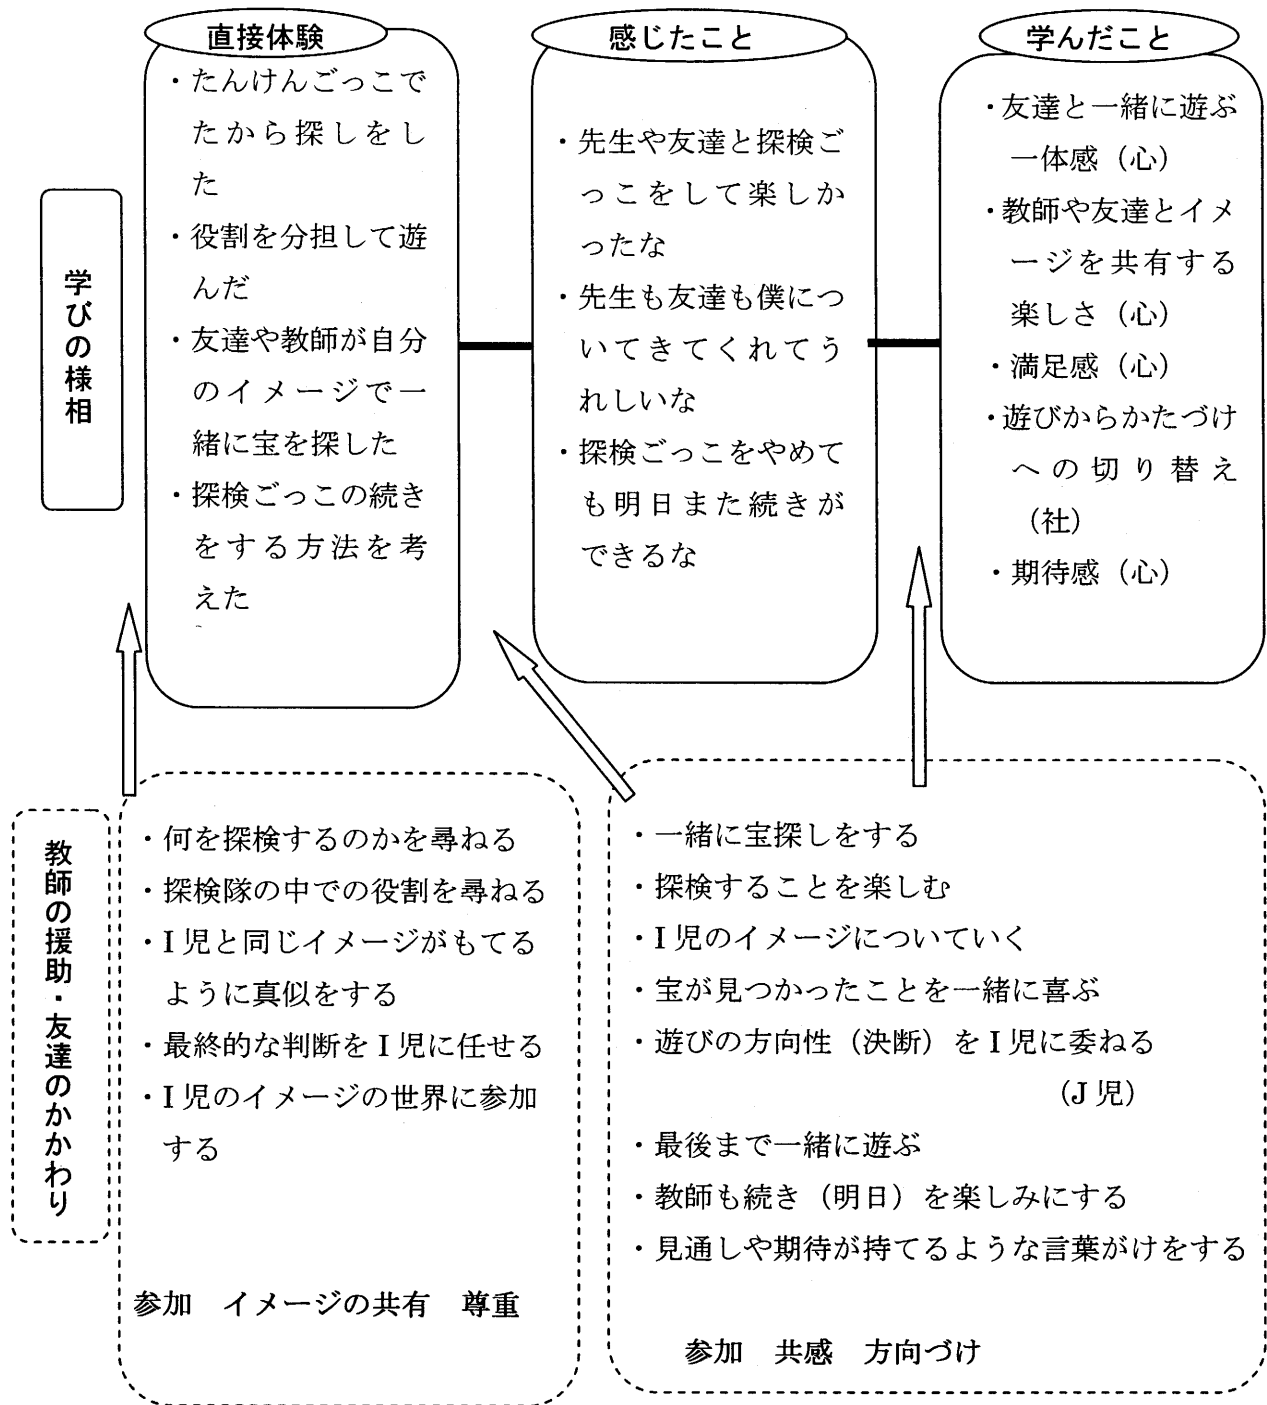 直接体験
・たんけんごっこで
たから探しをし
た
・役割を分担して遊
んだ
・友達や教師が自分
のイメージで一
緒に宝を探した
・探検ごっこの続き
をする方法を考
えた
感じたこと
・先生や友達と探検ご
っこをして楽しか
ったな
・先生も友達も僕につ
いてきてくれてう
れしいな
・探検ごっこをやめて
も明日また続きが
できるな
学んだこと
・友達と一緒に遊ぶ
一体感（心）
・教師や友達とイメ
ージを共有する
楽しさ（心）
・満足感（心）
・遊びからかたづけ
への切り替え
（社）
・期待感（心）
学びの様相
教師の援助・友達のかかわり
・何を探検するのかを尋ねる
・探検隊の中での役割を尋ねる
・I児と同じイメージがもてる
ように真似をする
・最終的な判断をI児に任せる
・I児のイメージの世界に参加
する
参加　イメージの共有　尊重
・一緒に宝探しをする
・探検することを楽しむ
・I児のイメージについていく
・宝が見つかったことを一緒に喜ぶ
・遊びの方向性（決断）をI児に委ねる
（J児）
・最後まで一緒に遊ぶ
・教師も続き（明日）を楽しみにする
・見通しや期待が持てるような言葉がけをする
参加　共感　方向づけ